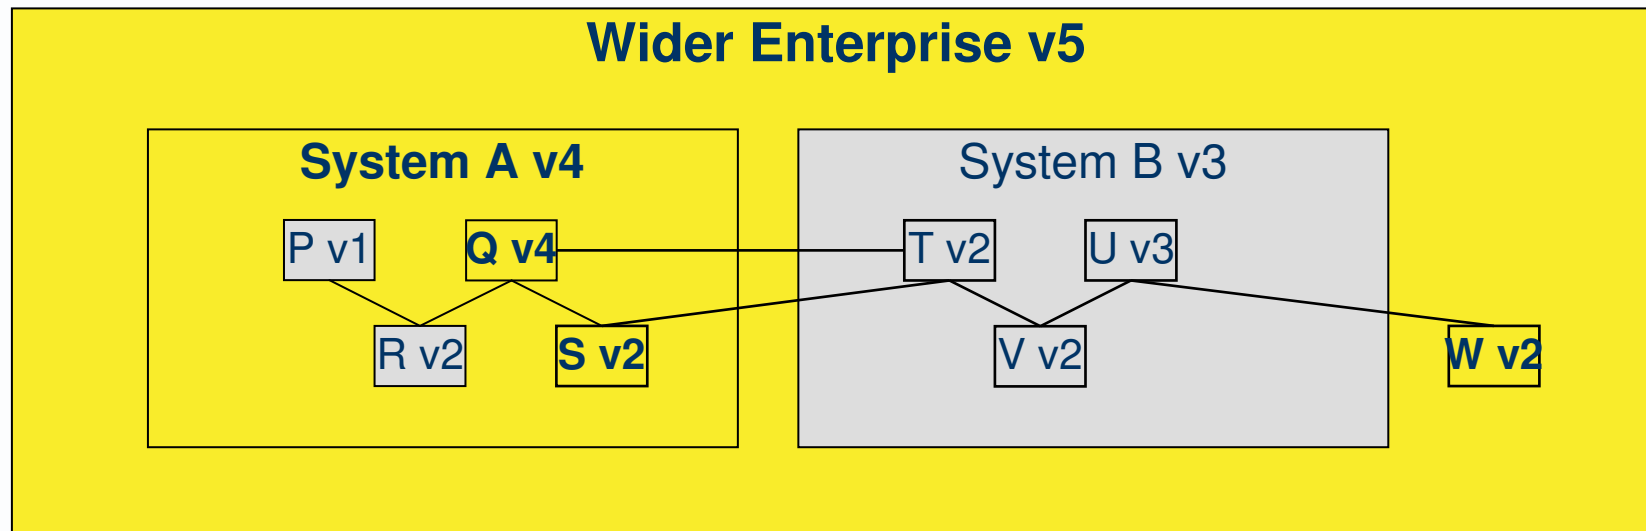 Wider Enterprise v5
System A v4
System B v3
P v1
Q v4
T v2
U v3
R v2
S v2
V v2
W v2